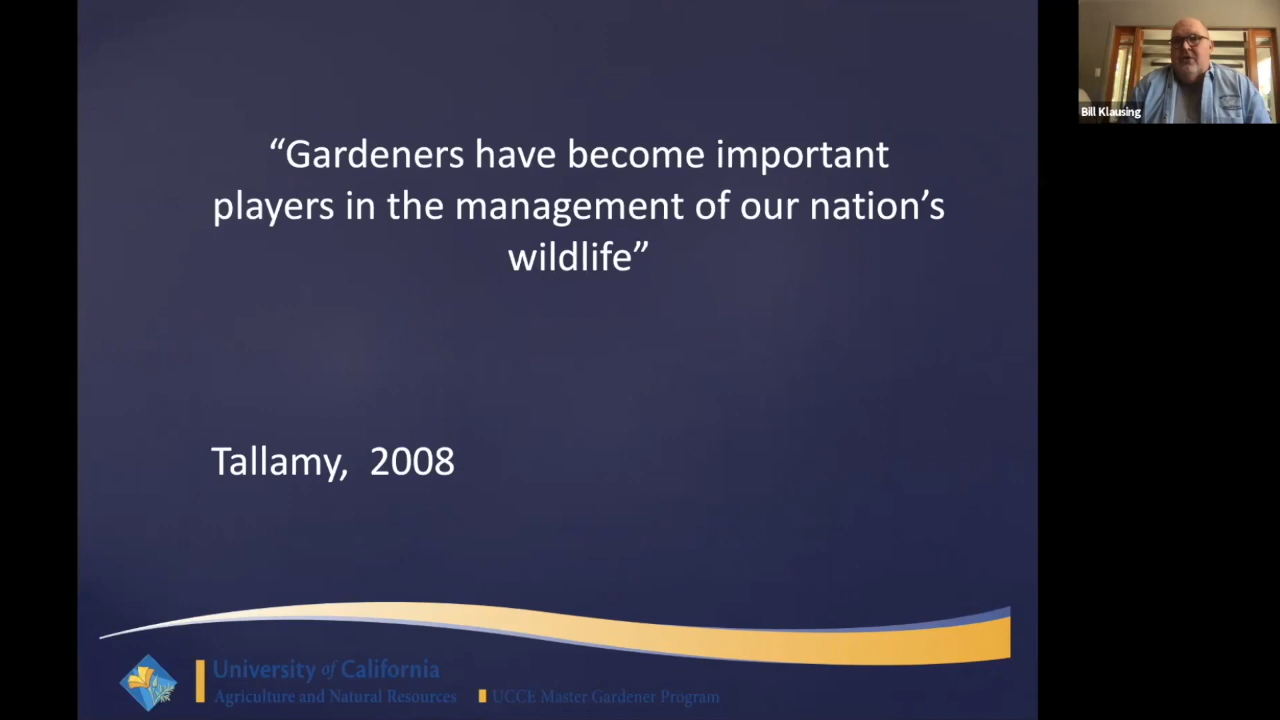 “Gardeners have become important
players in the management of our nation’s
wildlife”
Tallamy, 2008
University of California
Agriculture and Natural Resources
UCCE Master Gardener Program
Bill Klausing